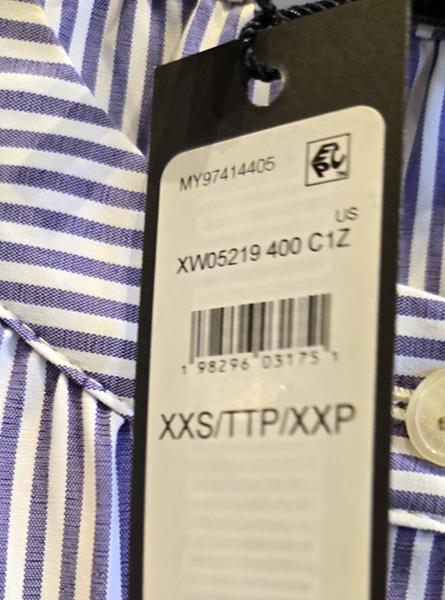 MY97414405
US
XW05219 400 C1Z
1 98296 03175 1
XXS/TTP/XXP